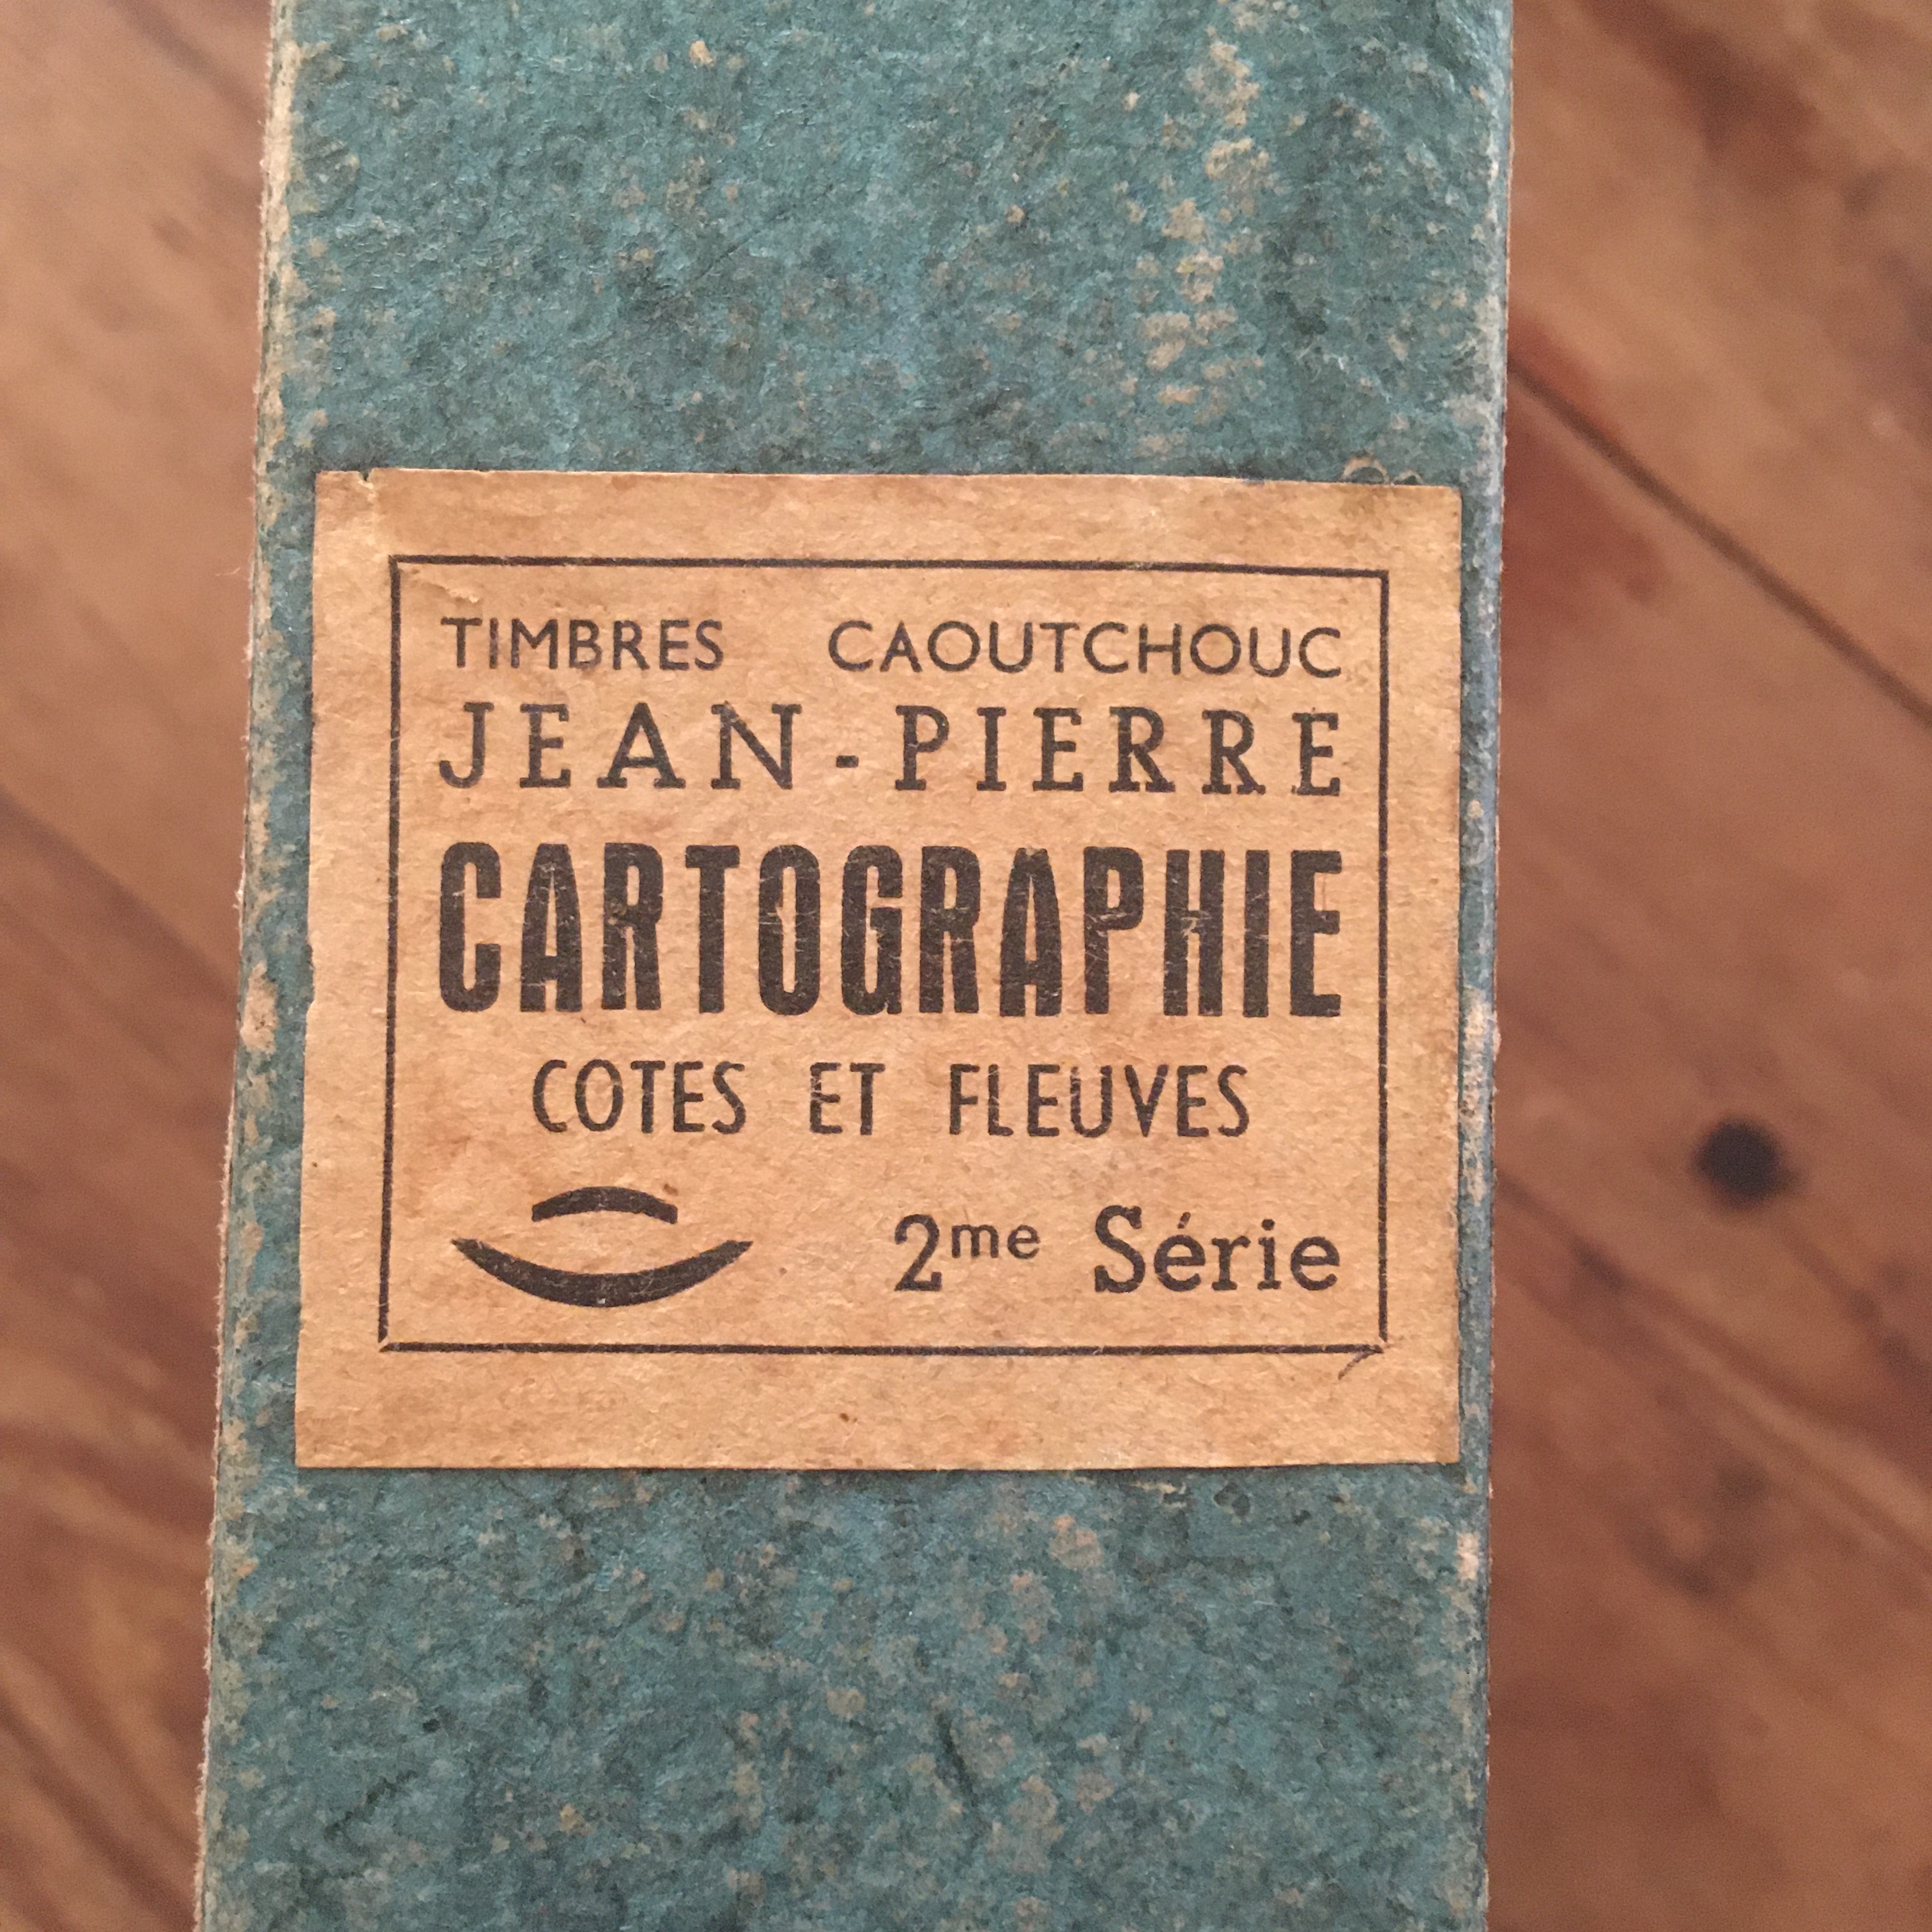 TIMBRES CAOUTCHOUC
JEAN-PIERRE
CARTOGRAPHIE
COTES ET FLEUVES
2me Série